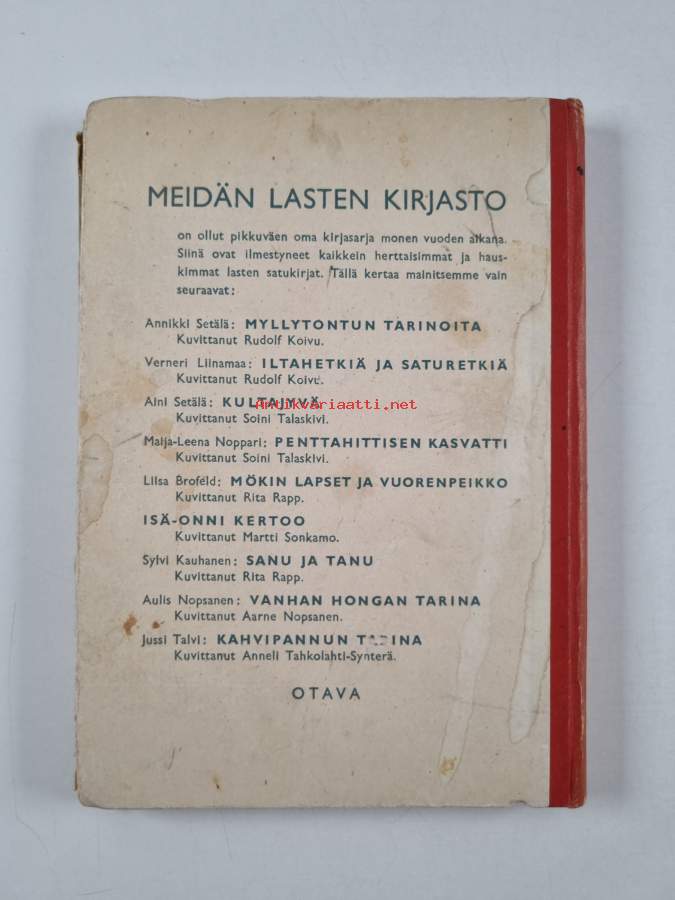 MEIDÄN LASTEN KIRJASTO
on ollut pikkuväen oma kirjasarja monen vuoden aikana.
Siinä ovat ilmestyneet kaikkein herttaisimmat ja haus-
kimmat lasten satukirjat. Tällä kertaa mainitsemme vain
seuraavat:
Annikki Setälä: MYLLYTONTUN TARINOITA
Kuvittanut Rudolf Koivu.
Verneri Liinamaa: ILTAHETKIÄ JA SATURETKIÄ
Kuvittanut Rudolf Koivu.
Aini Setälä: KULTAJYVÄ
Antikvariaatti.net
Kuvittanut Soini Talaskivi.
Maija-Leena Noppari: PENTTAHITTISEN KASVATTI
Kuvittanut Soini Talaskivi.
Liisa Broféld: MÖKIN LAPSET JA VUORENPEIKKO
Kuvittanut Rita Rapp.
ISÄ-ONNI KERTOO
Kuvittanut Martti Sonkamo.
Sylvi Kauhanen: SANU JA TANU
Kuvittanut Rita Rapp.
Aulis Nopsanen: VANHAN HONGAN TARINA
Kuvittanut Aarne Nopsanen.
Jussi Talvi: KAHVIPANNUN TARINA
Kuvittanut Anneli Tahkolahti-Synterä.
OTAVA